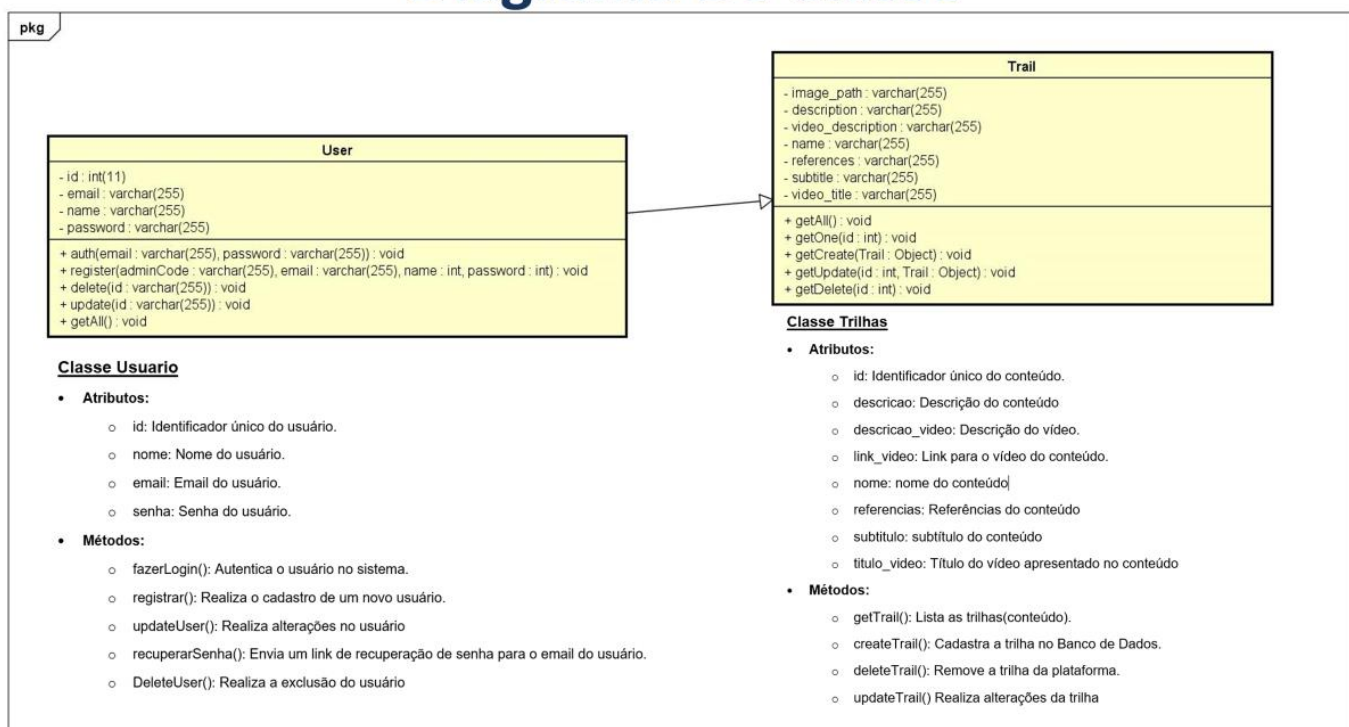 pkg
User
- id : int(11)
- email : varchar(255)
- name : varchar(255)
- password : varchar(255)
+ auth(email : varchar(255), password : varchar(255)) : void
+ register(adminCode : varchar(255), email : varchar(255), name : int, password : int) : void
+ delete(id : varchar(255)) : void
+ update(id : varchar(255)) : void
+ getAll() : void
Classe Usuario
• Atributos:
o id: Identificador único do usuário.
o nome: Nome do usuário.
o email: Email do usuário.
o senha: Senha do usuário.
• Métodos:
o fazerLogin(): Autentica o usuário no sistema.
o registrar(): Realiza o cadastro de um novo usuário.
o updateUser(): Realiza alterações no usuário
o recuperarSenha(): Envia um link de recuperação de senha para o email do usuário.
o DeleteUser(): Realiza a exclusão do usuário
Trail
- image_path : varchar(255)
- description : varchar(255)
- video_description : varchar(255)
- name : varchar(255)
- references : varchar(255)
- subtitle : varchar(255)
- video_title : varchar(255)
+ getAll() : void
+ getOne(id : int) : void
+ getCreate(Trail : Object) : void
+ getUpdate(id : int, Trail : Object) : void
+ getDelete(id : int) : void
Classe Trilhas
• Atributos:
o id: Identificador único do conteúdo.
o descricao: Descrição do conteúdo
o descricao_video: Descrição do vídeo.
o link_video: Link para o vídeo do conteúdo.
o nome: nome do conteúdo
o referencias: Referências do conteúdo
o subtitulo: subtítulo do conteúdo
o titulo_video: Título do vídeo apresentado no conteúdo
• Métodos:
o getTrail(): Lista as trilhas(conteúdo).
o createTrail(): Cadastra a trilha no Banco de Dados.
o deleteTrail(): Remove a trilha da plataforma.
o updateTrail() Realiza alterações da trilha